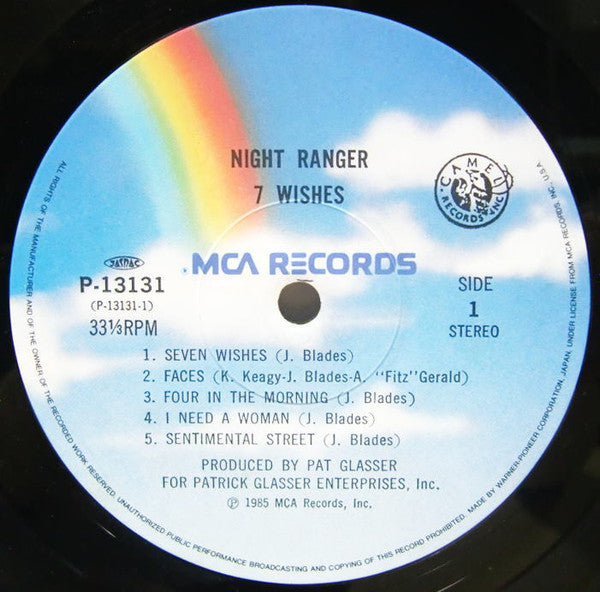 NIGHT RANGER
7 WISHES
CAMEL
RECORDS
INC.
MCA RECORDS
JASRAC
P-13131
(P-13131-1)
33⅓RPM
SIDE
1
STEREO
1. SEVEN WISHES (J. Blades)
2. FACES (K. Keagy-J. Blades-A. “Fitz”Gerald)
3. FOUR IN THE MORNING (J. Blades)
4. I NEED A WOMAN (J. Blades)
5. SENTIMENTAL STREET (J. Blades)
PRODUCED BY PAT GLASSER
FOR PATRICK GLASSER ENTERPRISES, Inc.
Ⓟ 1985 MCA Records, Inc.
ALL RIGHTS OF THE MANUFACTURER AND OF THE OWNER OF THE RECORDED WORK RESERVED. UNAUTHORIZED PUBLIC PERFORMANCE BROADCASTING AND COPYING OF THIS RECORD PROHIBITED. MADE BY WARNER-PIONEER CORPORATION, JAPAN, UNDER LICENSE FROM MCA RECORDS INC. U.S.A.